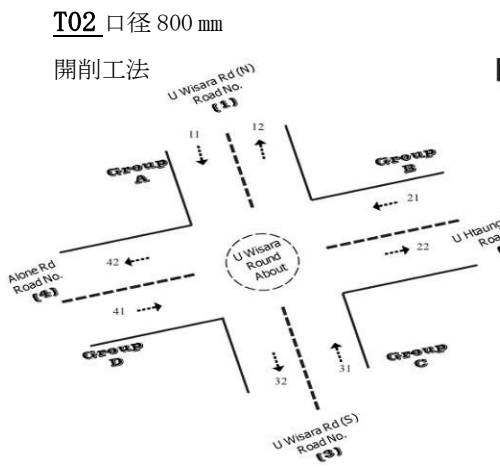 T02 口径 800 mm
開削工法
U Wisara Rd (N)
Road No.
(1)
11
12
Group
A
Group
B
21
22
U Htaung
Road
Alone Rd
Road No.
(4)
42
41
U Wisara
Round
About
Group
D
Group
C
32
31
U Wisara Rd (S)
Road No.
(3)